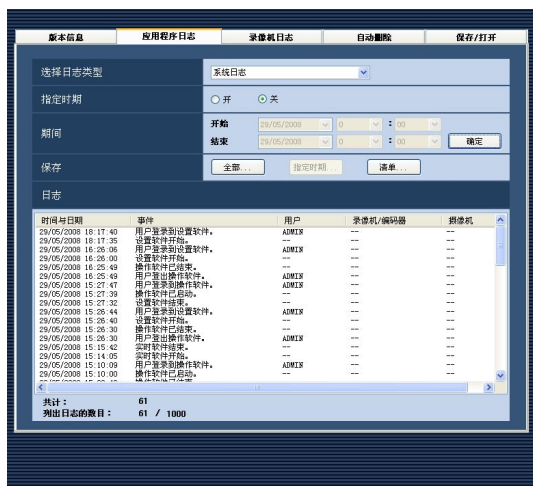 版本信息 应用程序日志 录像机日志 自动删除 保存/打开
选择日志类型 系统日志
指定时期 开 关
期间 开始 29/05/2008 0 : 00
结束 29/05/2008 0 : 00 确定
保存 全部... 指定时期... 清单...
日志
时间与日期 事件 用户 录像机/编码器 摄像机
29/05/2008 18:17:40 用户登录到设置软件。 ADMIN -- --
29/05/2008 18:17:35 设置软件开始。 -- -- --
29/05/2008 16:26:06 用户登录到设置软件。 ADMIN -- --
29/05/2008 16:26:00 设置软件开始。 -- -- --
29/05/2008 16:25:49 操作软件已结束。 -- -- --
29/05/2008 16:25:49 用户登出操作软件。 ADMIN -- --
29/05/2008 15:27:47 用户登录到操作软件。 ADMIN -- --
29/05/2008 15:27:39 操作软件已启动。 -- -- --
29/05/2008 15:27:32 设置软件结束。 -- -- --
29/05/2008 15:26:44 用户登录到设置软件。 ADMIN -- --
29/05/2008 15:26:40 设置软件开始。 -- -- --
29/05/2008 15:26:30 操作软件已结束。 -- -- --
29/05/2008 15:26:30 用户登出操作软件。 ADMIN -- --
29/05/2008 15:15:42 实时软件结束。 -- -- --
29/05/2008 15:14:05 实时软件开始。 -- -- --
29/05/2008 15:10:09 用户登录到操作软件。 ADMIN -- --
29/05/2008 15:10:00 操作软件已启动。 -- -- --
共计： 61
列出日志的数目： 61 / 1000